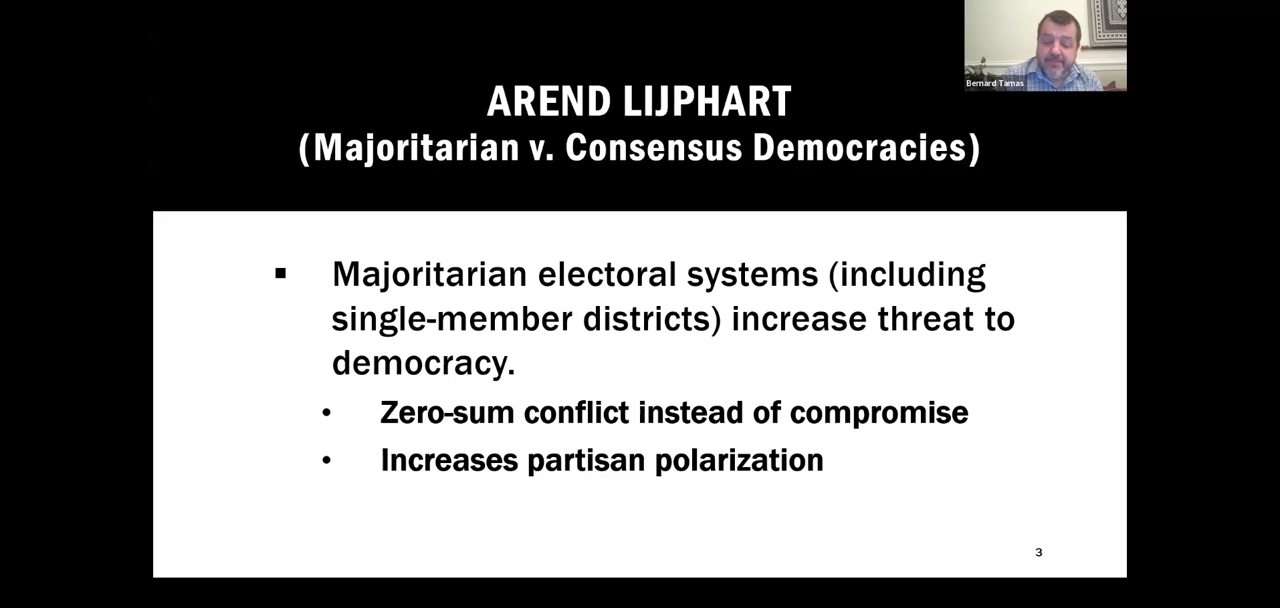 Bernard Tamas
AREND LIJPHART
(Majoritarian v. Consensus Democracies)
▪ Majoritarian electoral systems (including
single-member districts) increase threat to
democracy.
• Zero-sum conflict instead of compromise
• Increases partisan polarization
3